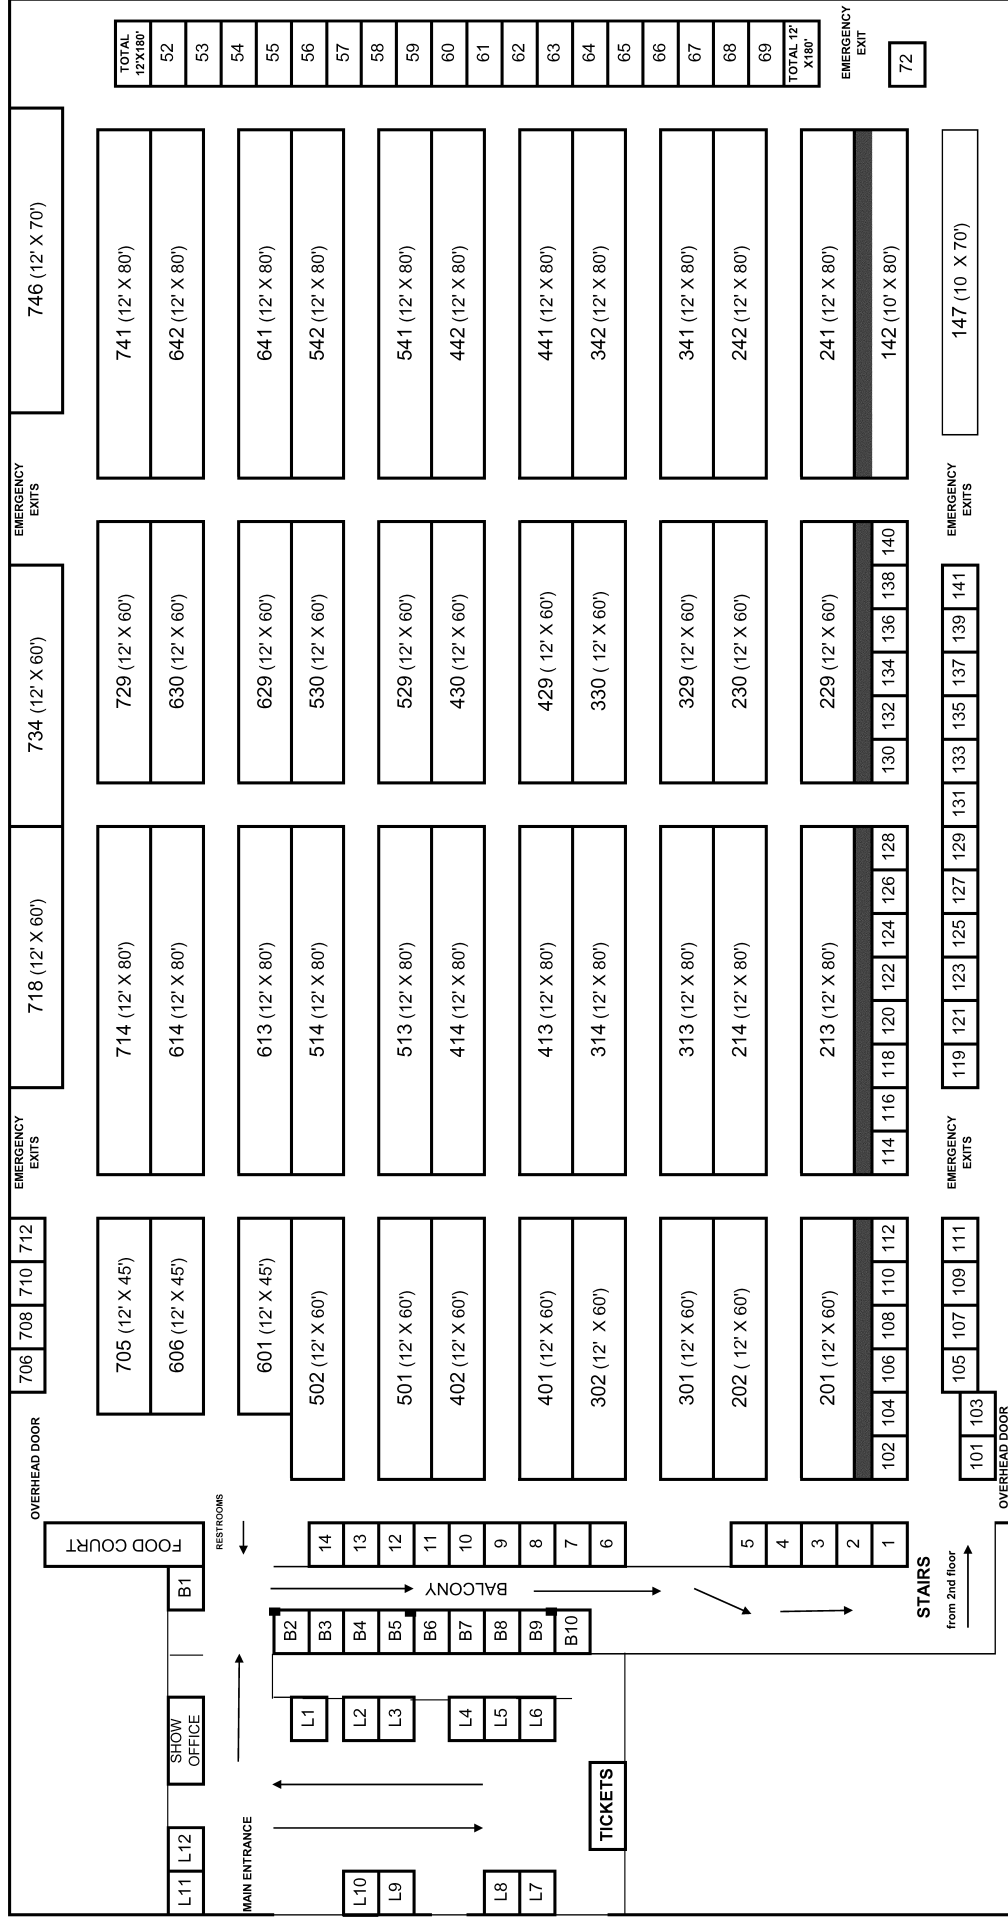 TOTAL
12'X180'
52
53
54
55
56
57
58
59
60
61
62
63
64
65
66
67
68
69
TOTAL 12'
X180'
EMERGENCY
EXIT
72
746 (12' X 70')
741 (12' X 80')
642 (12' X 80')
641 (12' X 80')
542 (12' X 80')
541 (12' X 80')
442 (12' X 80')
441 (12' X 80')
342 (12' X 80')
341 (12' X 80')
242 (12' X 80')
241 (12' X 80')
142 (10' X 80')
147 (10 X 70')
EMERGENCY
EXITS
EMERGENCY
EXITS
734 (12' X 60')
729 (12' X 60')
630 (12' X 60')
629 (12' X 60')
530 (12' X 60')
529 (12' X 60')
430 (12' X 60')
429 ( 12' X 60')
330 ( 12' X 60')
329 (12' X 60')
230 (12' X 60')
229 (12' X 60')
140
138
136
134
132
130
141
139
137
135
133
131
129
127
125
123
121
119
718 (12' X 60')
714 (12' X 80')
614 (12' X 80')
613 (12' X 80')
514 (12' X 80')
513 (12' X 80')
414 (12' X 80')
413 (12' X 80')
314 (12' X 80')
313 (12' X 80')
214 (12' X 80')
213 (12' X 80')
128
126
124
122
120
118
116
114
EMERGENCY
EXITS
EMERGENCY
EXITS
712
710
708
706
705 (12' X 45')
606 (12' X 45')
601 (12' X 45')
502 (12' X 60')
501 (12' X 60')
402 (12' X 60')
401 (12' X 60')
302 (12' X 60')
301 (12' X 60')
202 ( 12' X 60')
201 (12' X 60')
112
110
108
106
104
102
111
109
107
105
103
101
OVERHEAD DOOR
OVERHEAD DOOR
FOOD COURT
RESTROOMS
14
13
12
11
10
9
8
7
6
5
4
3
2
1
B1
BALCONY
STAIRS
from 2nd floor
B2
B3
B4
B5
B6
B7
B8
B9
B10
SHOW
OFFICE
L1
L2
L3
L4
L5
L6
TICKETS
MAIN ENTRANCE
L12
L11
L10
L9
L8
L7